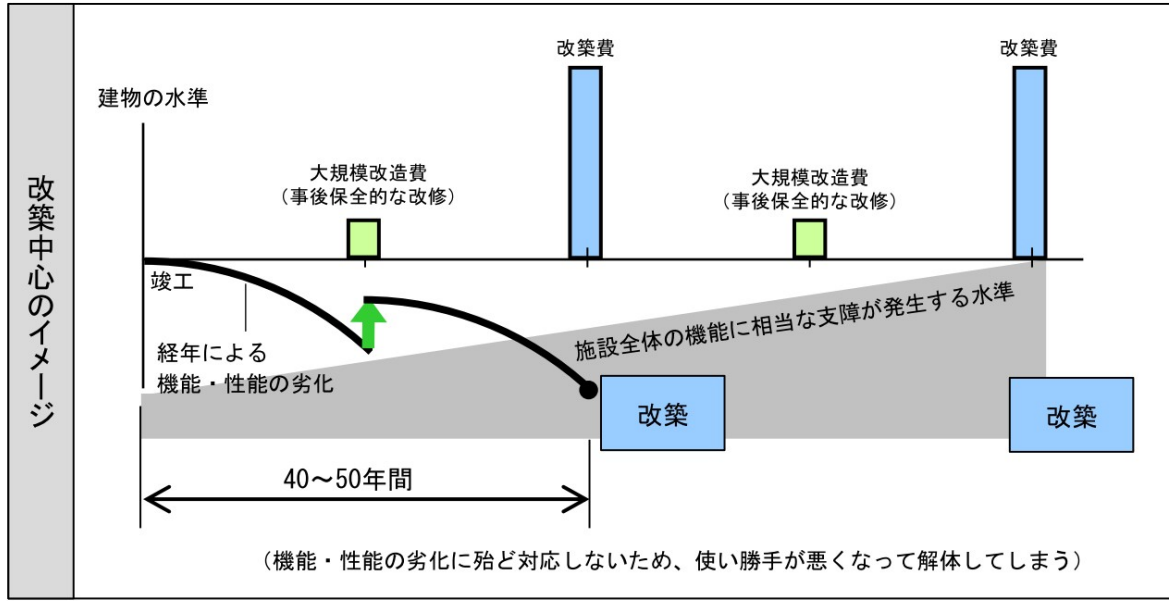 改築中心のイメージ
改築費
改築費
建物の水準
大規模改造費
（事後保全的な改修）
大規模改造費
（事後保全的な改修）
竣工
施設全体の機能に相当な支障が発生する水準
経年による
機能・性能の劣化
改築
改築
40～50年間
（機能・性能の劣化に殆ど対応しないため、使い勝手が悪くなって解体してしまう）